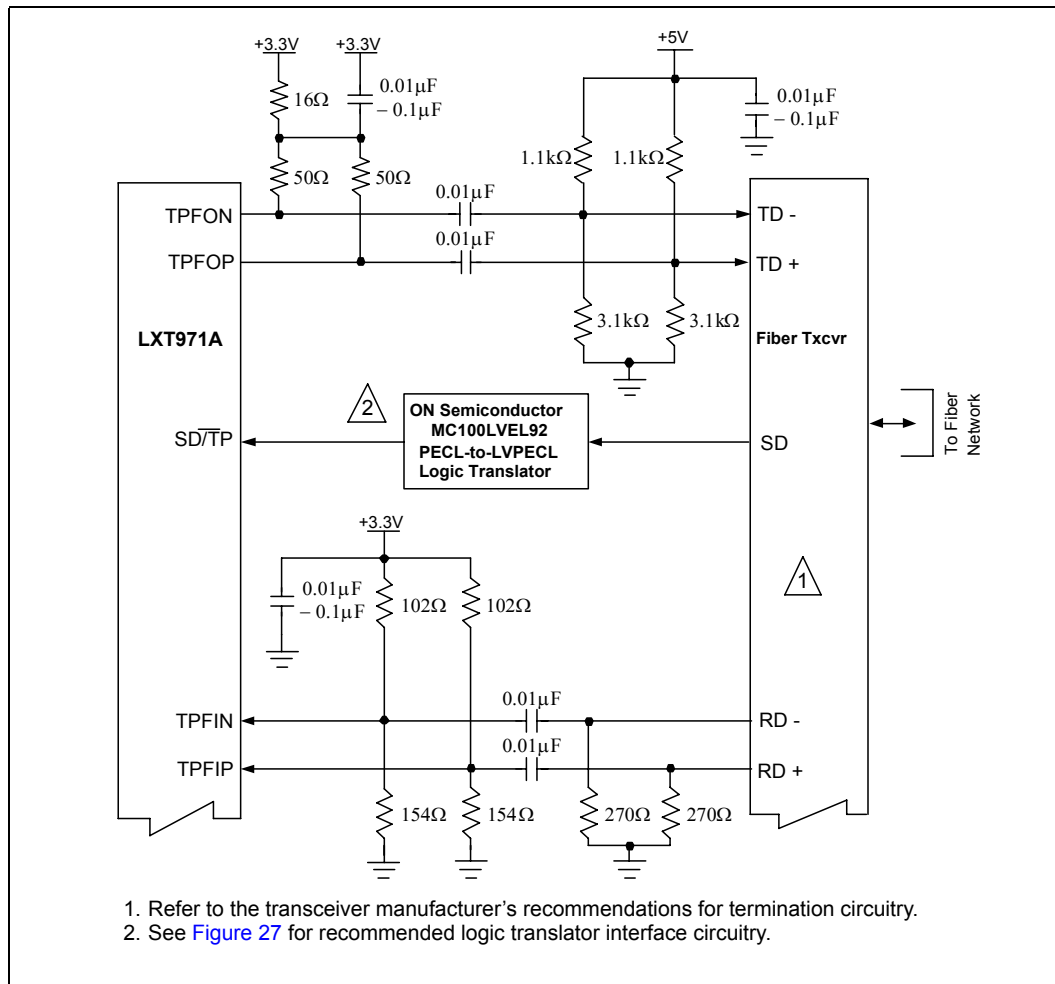 +3.3V +3.3V +5V
16Ω
0.01μF
– 0.1μF
0.01μF
– 0.1μF
50Ω 50Ω
1.1kΩ 1.1kΩ
0.01μF
TPFON TD -
0.01μF
TPFOP TD +
3.1kΩ 3.1kΩ
LXT971A Fiber Txcvr
2
ON Semiconductor
MC100LVEL92
PECL-to-LVPECL
Logic Translator
SD/T̅P̅ SD
To Fiber
Network
+3.3V
0.01μF
– 0.1μF
102Ω 102Ω
1
0.01μF
TPFIN RD -
0.01μF
TPFIP RD +
154Ω 154Ω 270Ω 270Ω
1. Refer to the transceiver manufacturer's recommendations for termination circuitry.
2. See Figure 27 for recommended logic translator interface circuitry.